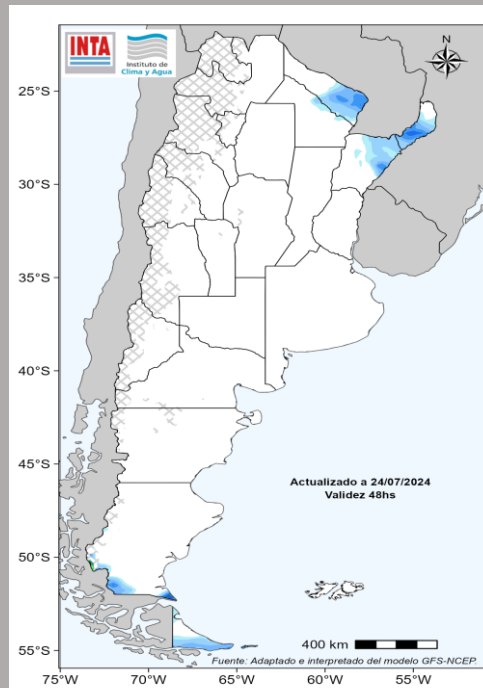 INTA
Instituto de
Clima y Agua
N
25°S
30°S
35°S
40°S
45°S
50°S
55°S
Actualizado a 24/07/2024
Validez 48hs
400 km
Fuente: Adaptado e interpretado del modelo GFS-NCEP.
75°W
70°W
65°W
60°W
55°W